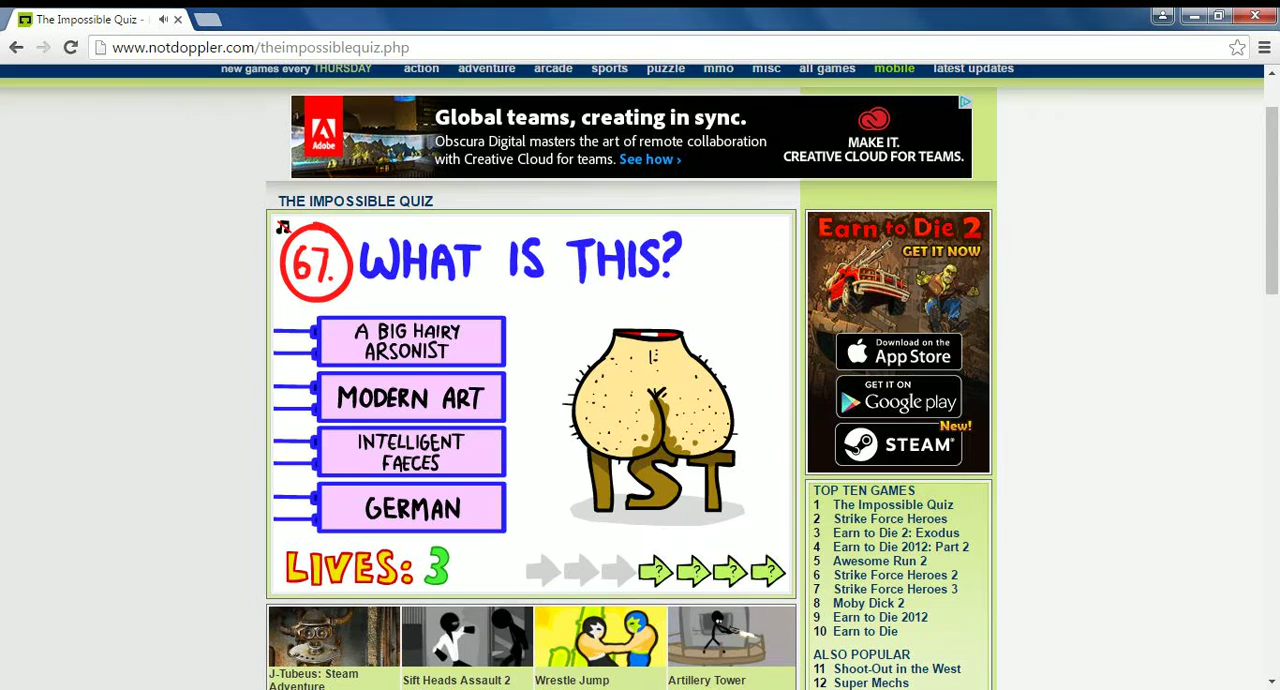 The Impossible Quiz -
www.notdoppler.com/theimpossiblequiz.php
new games every THURSDAY action adventure arcade sports puzzle mmo misc all games mobile latest updates
Adobe
Global teams, creating in sync.
Obscura Digital masters the art of remote collaboration
with Creative Cloud for teams. See how ›
MAKE IT.
CREATIVE CLOUD FOR TEAMS.
THE IMPOSSIBLE QUIZ
67. WHAT IS THIS?
A BIG HAIRY
ARSONIST
MODERN ART
INTELLIGENT
FAECES
GERMAN
IST
LIVES: 3
? ? ? ?
J-Tubeus: Steam
Adventure
Sift Heads Assault 2
Wrestle Jump
Artillery Tower
Earn to Die 2
GET IT NOW
Download on the
App Store
GET IT ON
Google play
New!
STEAM
TOP TEN GAMES
1 The Impossible Quiz
2 Strike Force Heroes
3 Earn to Die 2: Exodus
4 Earn to Die 2012: Part 2
5 Awesome Run 2
6 Strike Force Heroes 2
7 Strike Force Heroes 3
8 Moby Dick 2
9 Earn to Die 2012
10 Earn to Die
ALSO POPULAR
11 Shoot-Out in the West
12 Super Mechs